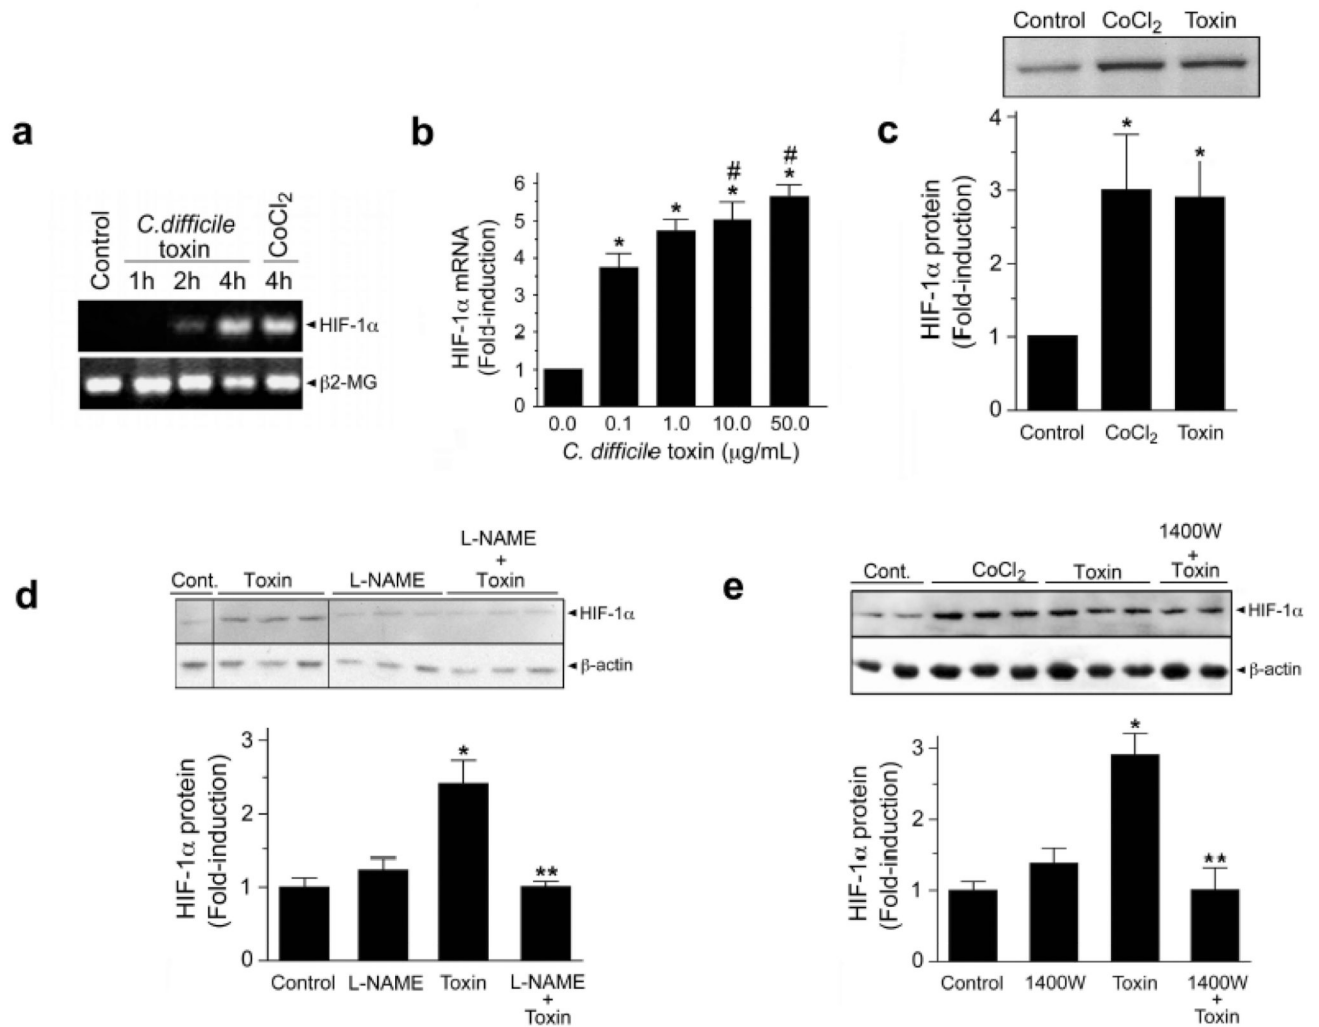 a
Control
C.difficile
toxin
CoCl2
1h 2h 4h 4h
HIF-1α
β2-MG
b
HIF-1α mRNA
(Fold-induction)
6
5
4
3
2
1
0
# #
* * * *
0.0 0.1 1.0 10.0 50.0
C. difficile toxin (μg/mL)
c
Control CoCl2 Toxin
HIF-1α protein
(Fold-induction)
4
3
2
1
0
* *
Control CoCl2 Toxin
d
L-NAME
+
Cont. Toxin L-NAME Toxin
HIF-1α
β-actin
HIF-1α protein
(Fold-induction)
3
2
1
0
* **
Control L-NAME Toxin L-NAME
+
Toxin
e
1400W
+
Cont. CoCl2 Toxin Toxin
HIF-1α
β-actin
HIF-1α protein
(Fold-induction)
3
2
1
0
* **
Control 1400W Toxin 1400W
+
Toxin